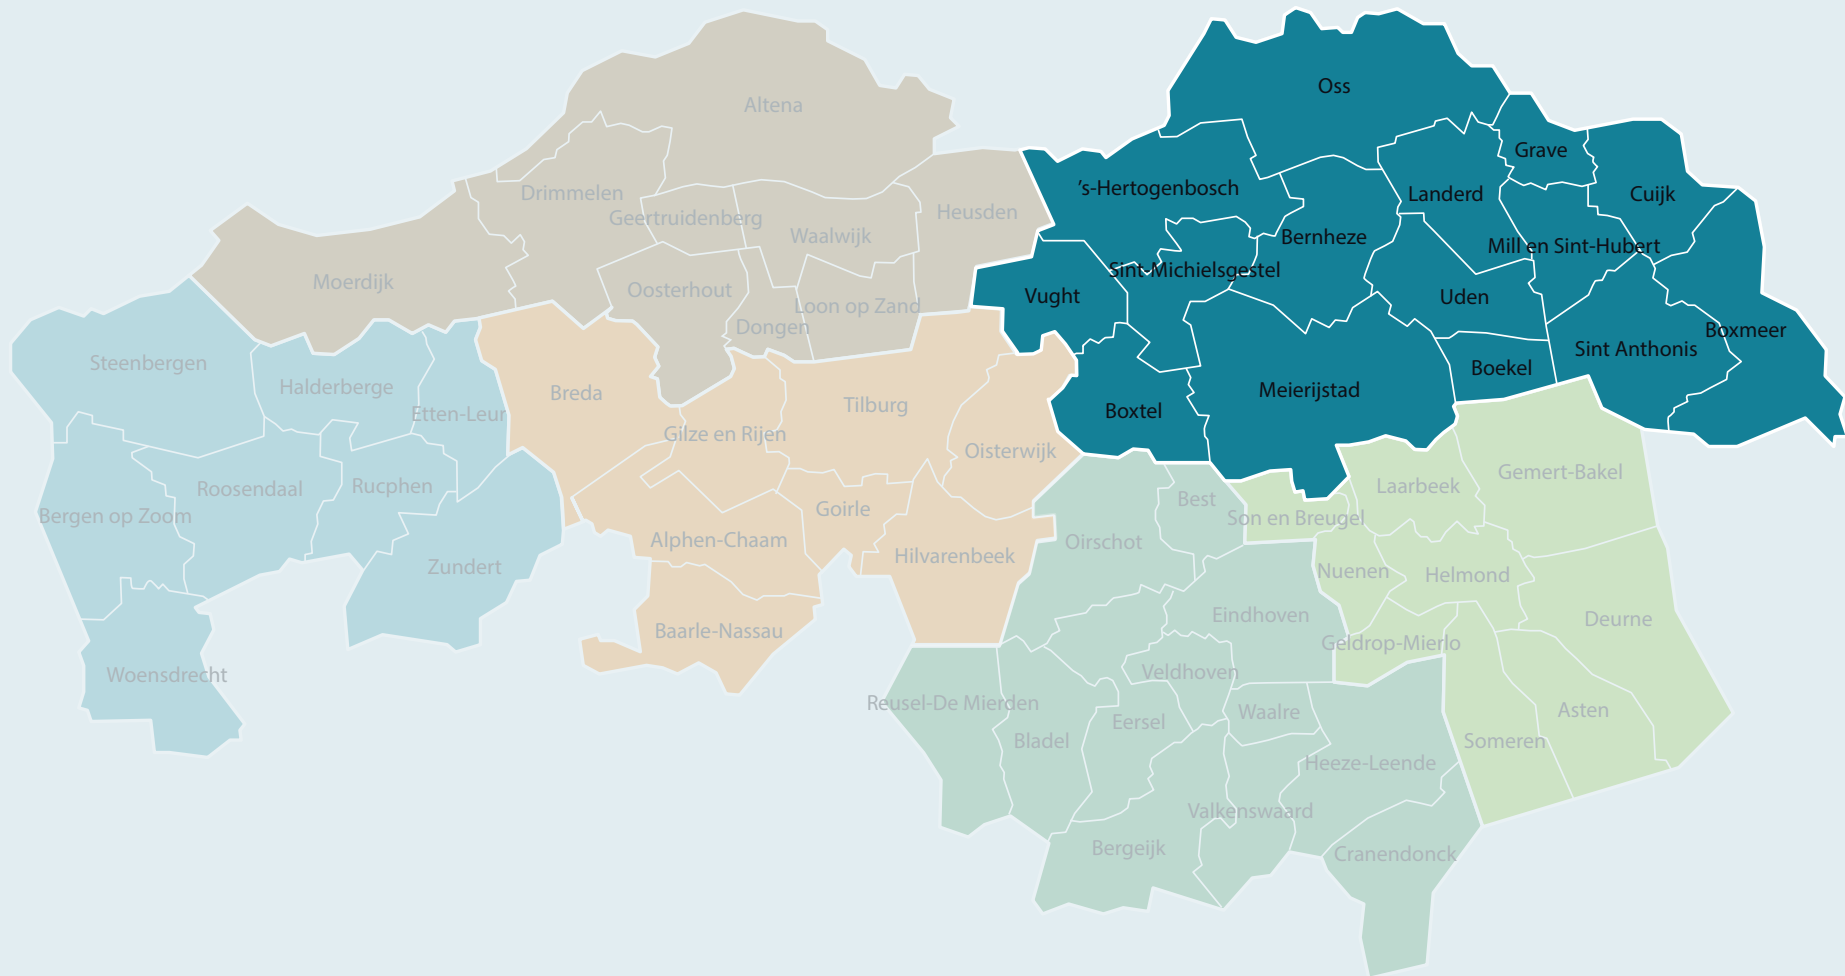 Oss
Altena
Grave
's-Hertogenbosch
Drimmelen
Landerd
Cuijk
Geertruidenberg
Heusden
Waalwijk
Bernheze
Mill en Sint-Hubert
Sint-Michielsgestel
Moerdijk
Oosterhout
Vught
Uden
Loon op Zand
Dongen
Boxmeer
Sint Anthonis
Steenbergen
Boekel
Halderberge
Breda
Meierijstad
Tilburg
Boxtel
Etten-Leur
Gilze en Rijen
Oisterwijk
Gemert-Bakel
Rucphen
Laarbeek
Roosendaal
Best
Goirle
Bergen op Zoom
Son en Breugel
Alphen-Chaam
Oirschot
Hilvarenbeek
Zundert
Nuenen
Helmond
Eindhoven
Deurne
Baarle-Nassau
Geldrop-Mierlo
Veldhoven
Woensdrecht
Reusel-De Mierden
Asten
Waalre
Eersel
Bladel
Someren
Heeze-Leende
Valkenswaard
Bergeijk
Cranendonck